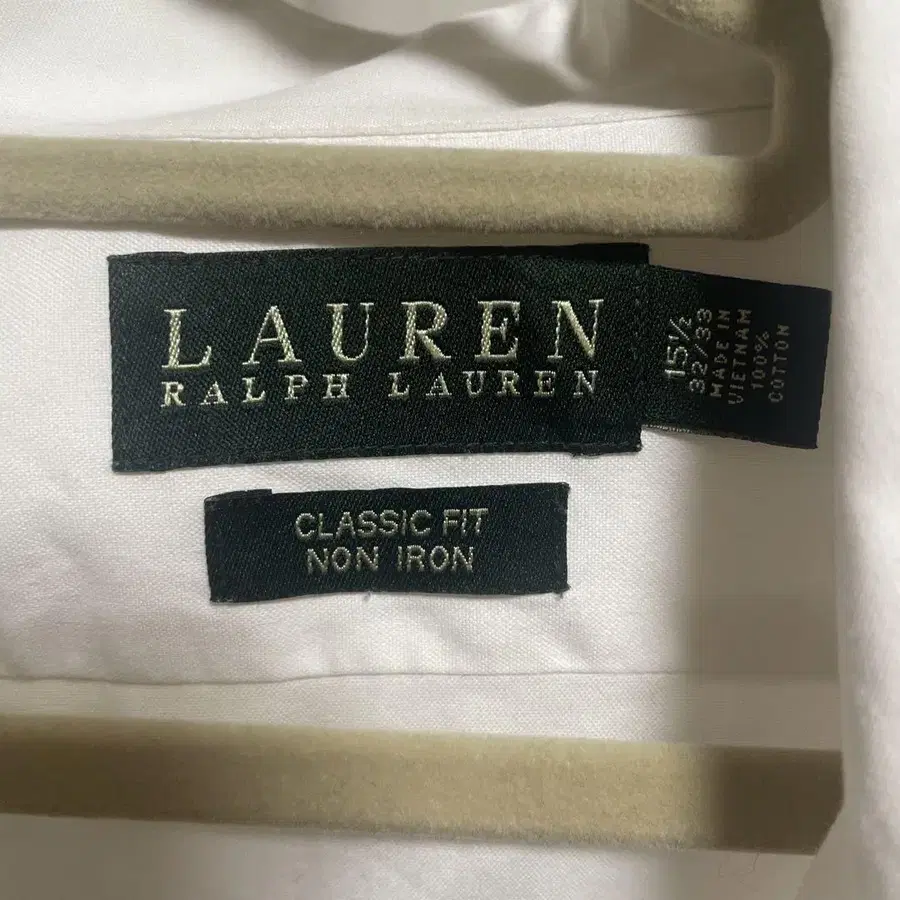 LAUREN
RALPH LAUREN
15½
32/33
MADE IN
VIETNAM
100%
COTTON
CLASSIC FIT
NON IRON